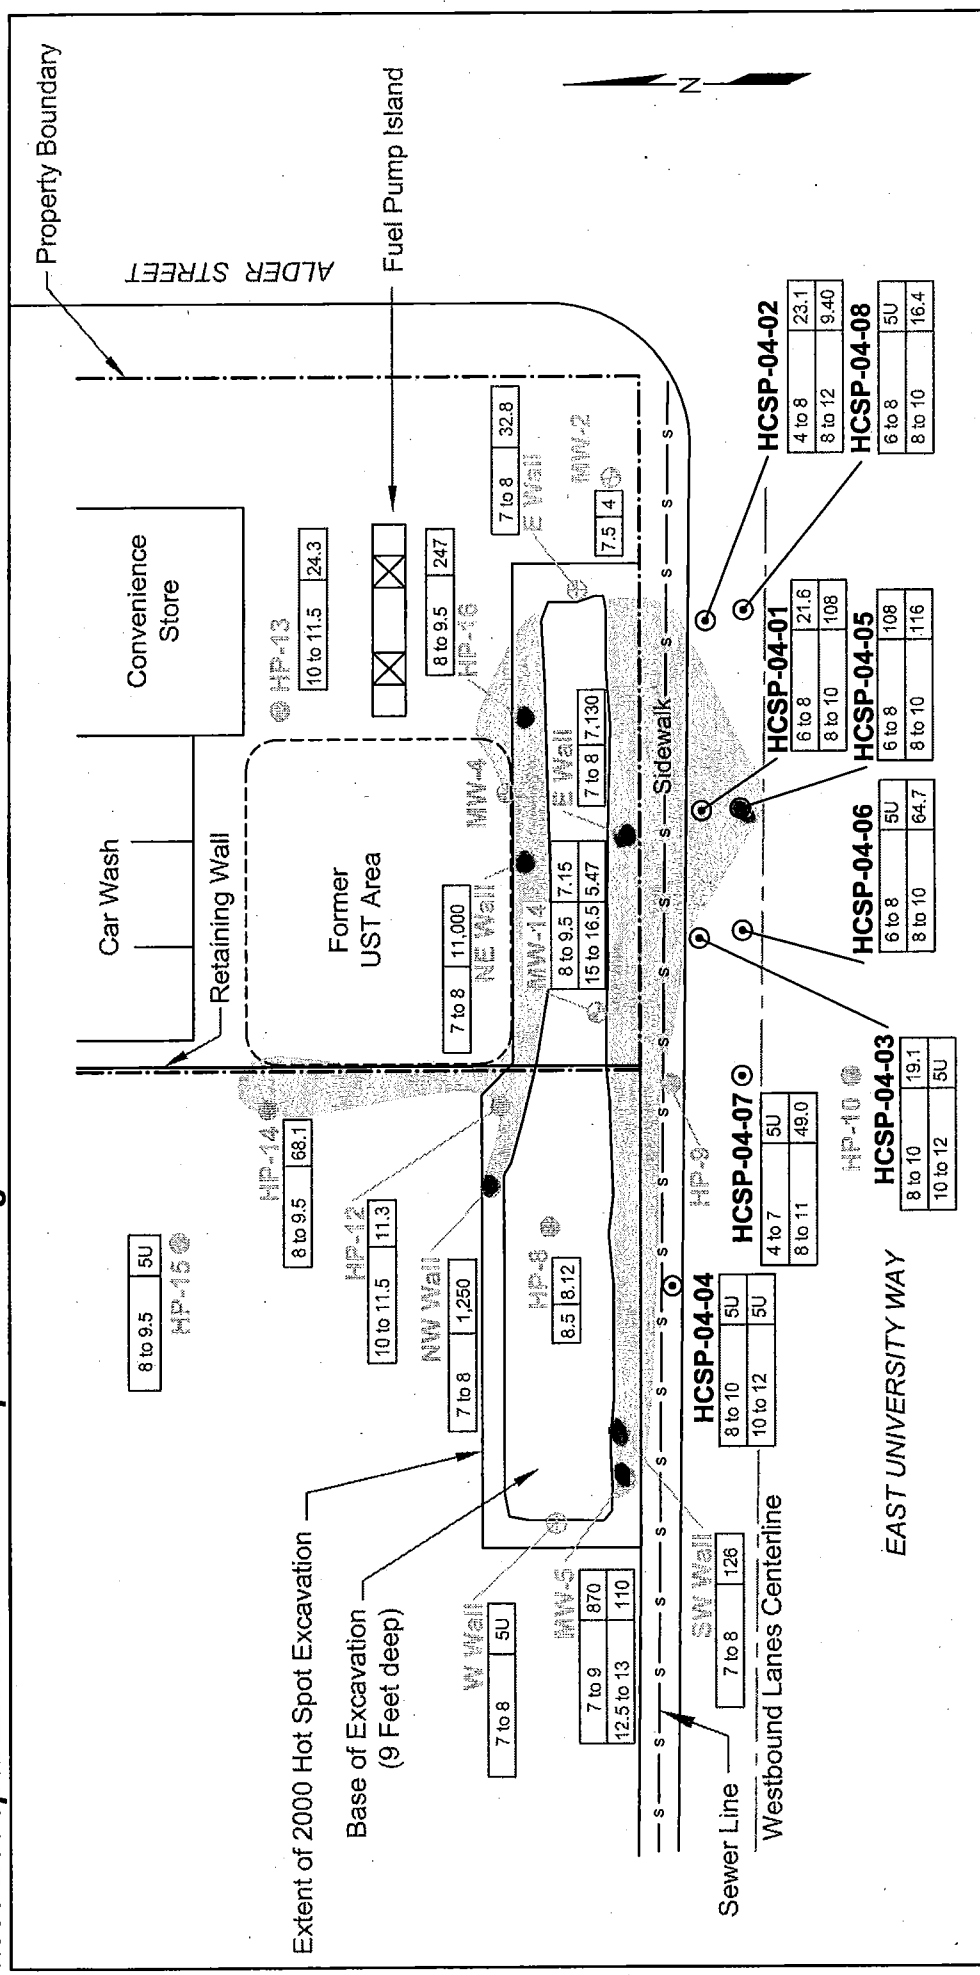 Property Boundary
ALDER STREET
N
Fuel Pump Island
Convenience
Store
Car Wash
Retaining Wall
Former
UST Area
HP-13
10 to 11.5 24.3
8 to 9.5 247
HP-16
7 to 8 32.8
E Wall
MW-2
7.5 4
MW-4
7 to 8 11,000
NE Wall
MW-14
8 to 9.5 7.15
15 to 16.5 5.47
E Wall
7 to 8 7,130
Sidewalk
HP-14
8 to 9.5 68.1
8 to 9.5 5U
HP-15
HP-12
10 to 11.5 11.3
NW Wall
7 to 8 1,250
HP-8
8.5 8.12
Extent of 2000 Hot Spot Excavation
Base of Excavation
(9 Feet deep)
W Wall
7 to 8 5U
MW-5
7 to 9 870
12.5 to 13 110
SW Wall
7 to 8 126
Sewer Line
s s s s s s s s s s s s s s
Westbound Lanes Centerline
HCSP-04-04
8 to 10 5U
10 to 12 5U
HP-9
HCSP-04-07
4 to 7 5U
8 to 11 49.0
HP-10
HCSP-04-03
8 to 10 19.1
10 to 12 5U
HCSP-04-06
6 to 8 5U
8 to 10 64.7
HCSP-04-01
6 to 8 21.6
8 to 10 108
HCSP-04-05
6 to 8 108
8 to 10 116
HCSP-04-02
4 to 8 23.1
8 to 12 9.40
HCSP-04-08
6 to 8 5U
8 to 10 16.4
EAST UNIVERSITY WAY